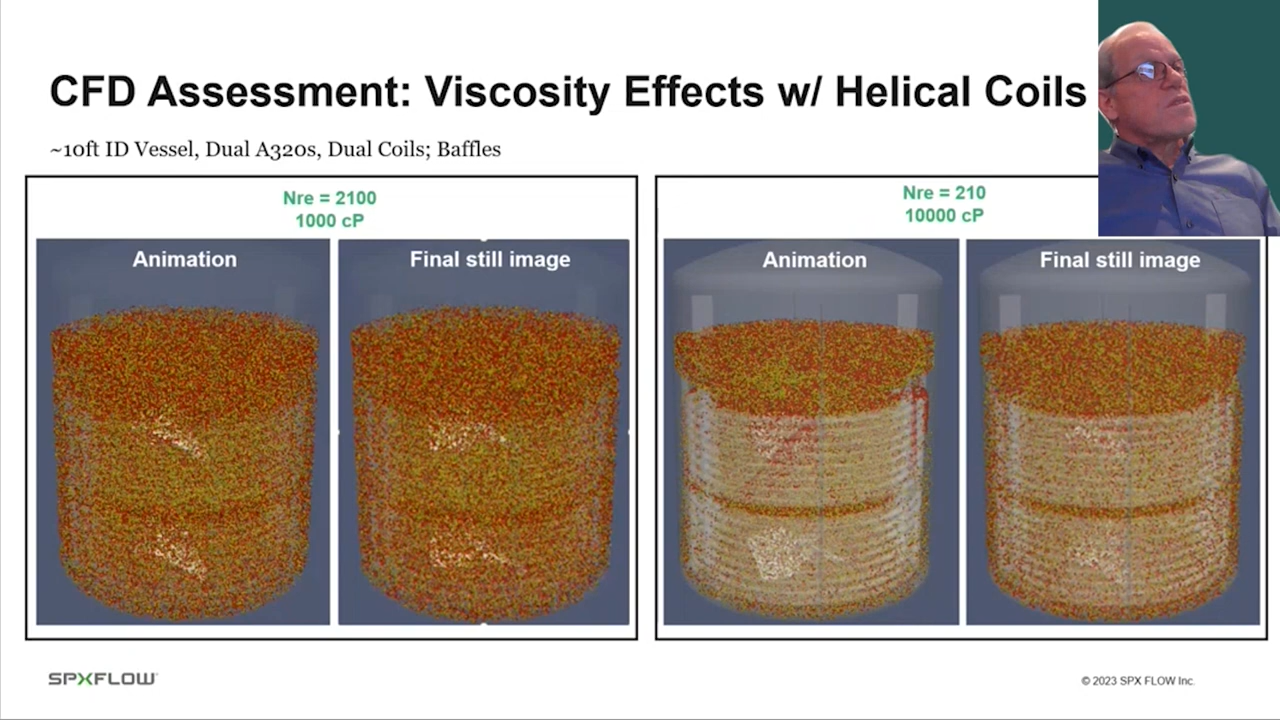 CFD Assessment: Viscosity Effects w/ Helical Coils
~10ft ID Vessel, Dual A320s, Dual Coils; Baffles
Nre = 2100
1000 cP
Animation
Final still image
Nre = 210
10000 cP
Animation
Final still image
SPXFLOW
© 2023 SPX FLOW Inc.